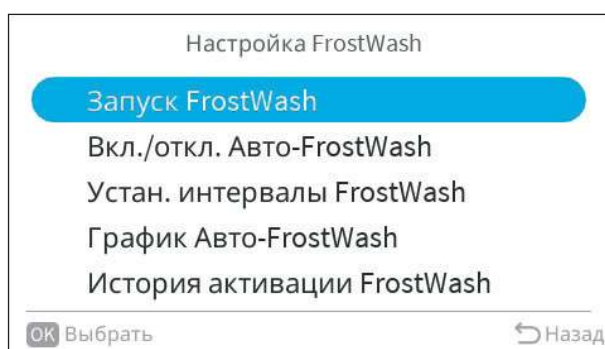 Настройка FrostWash
Запуск FrostWash
Вкл./откл. Авто-FrostWash
Устан. интервалы FrostWash
График Авто-FrostWash
История активации FrostWash
OK Выбрать
Назад